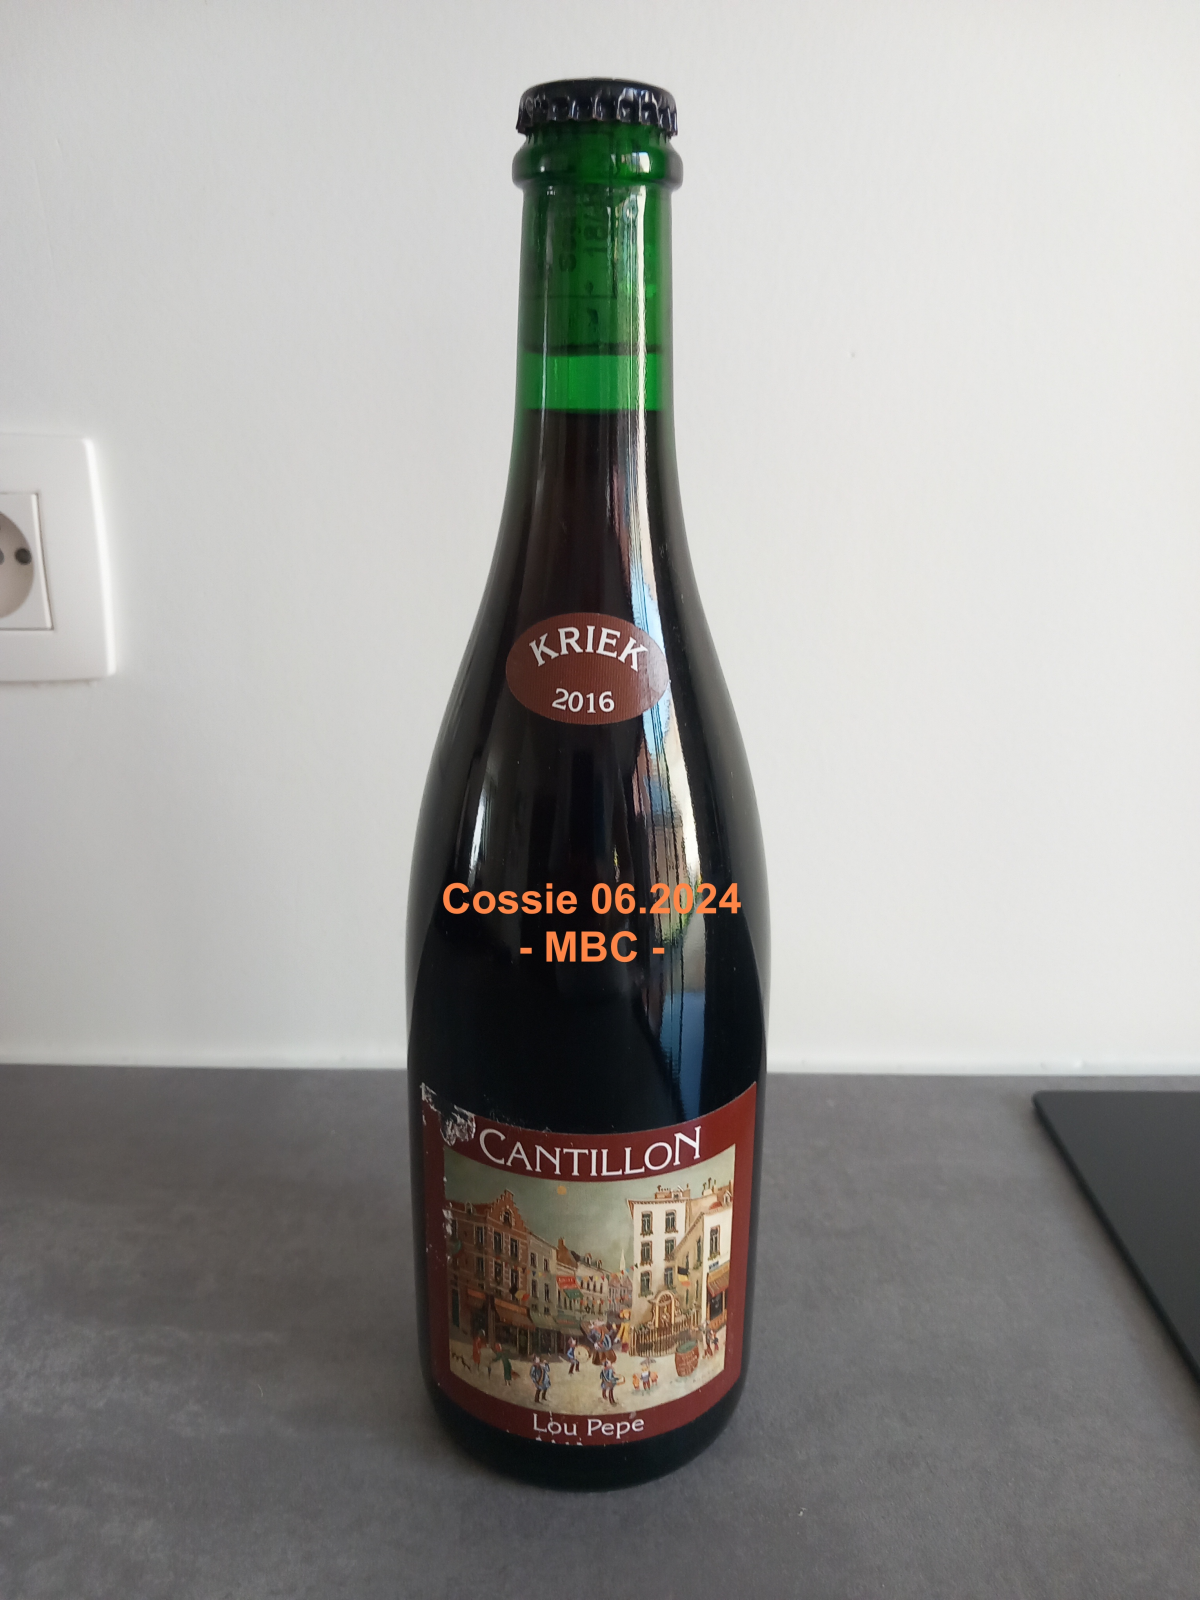 KRIEK
2016
Cossie 06.2024
- MBC -
CANTILLON
Lou Pepe